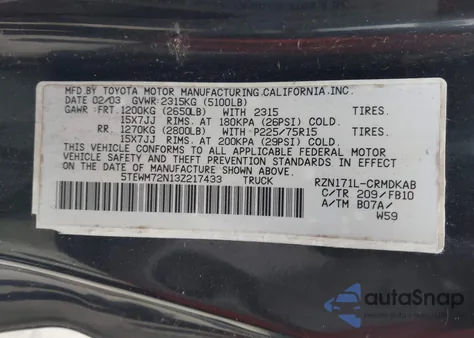 MFD. BY TOYOTA MOTOR MANUFACTURING,CALIFORNIA,INC.
DATE 02/03 GVWR:2315KG (5100LB)
GAWR: FRT. 1200KG (2650LB) WITH 2315 TIRES.
15X7JJ RIMS. AT 180KPA (26PSI) COLD.
RR. 1270KG (2800LB) WITH P225/75R15 TIRES.
15X7JJ RIMS. AT 200KPA (29PSI) COLD.
THIS VEHICLE CONFORMS TO ALL APPLICABLE FEDERAL MOTOR
VEHICLE SAFETY STANDARDS IN EFFECT ON THE DATE OF
MANUFACTURE SHOWN ABOVE.
5TEWM72N13Z217433 TRUCK RZN171L-CRMDKAB
C/TR 209/FB10
A/TM B07A/
W59
autoSnap